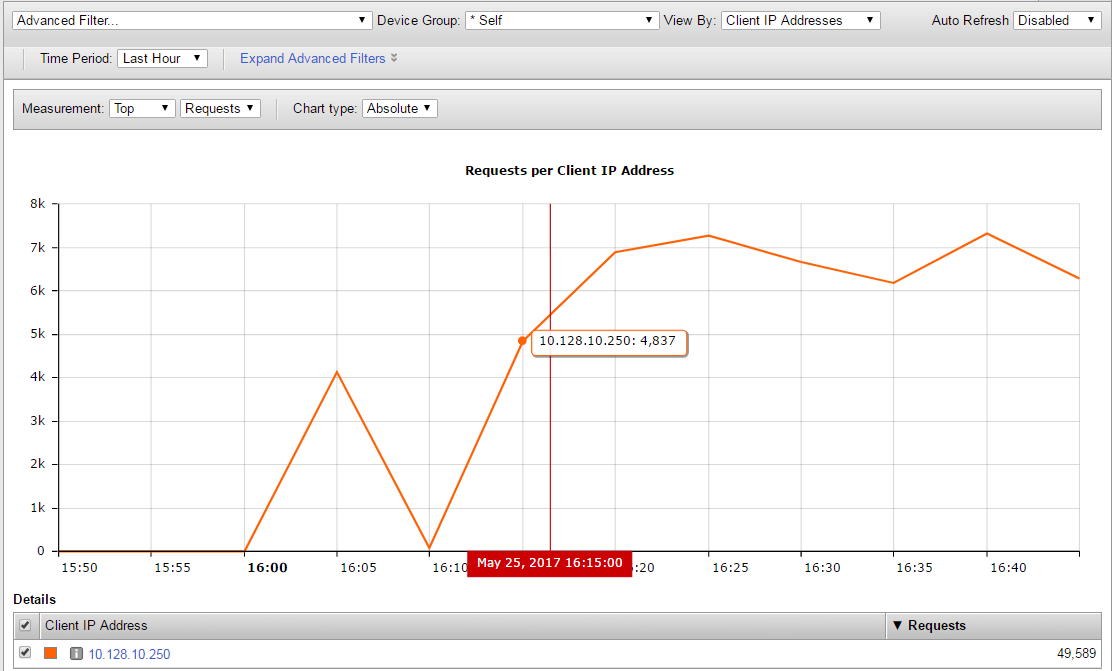 Advanced Filter... Device Group: * Self View By: Client IP Addresses Auto Refresh Disabled
Time Period: Last Hour Expand Advanced Filters
Measurement: Top Requests Chart type: Absolute
Requests per Client IP Address
8k
7k
6k
5k
10.128.10.250: 4,837
4k
3k
2k
1k
0
May 25, 2017 16:15:00
15:50 15:55 16:00 16:05 16:10 :20 16:25 16:30 16:35 16:40
Details
Client IP Address ▼ Requests
10.128.10.250 49,589